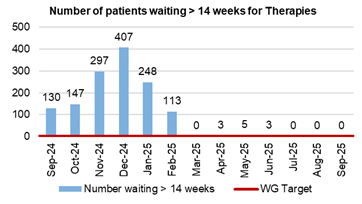 Number of patients waiting > 14 weeks for Therapies
500
400
300
200
100
0
130
147
297
407
248
113
0
3
5
3
0
0
0
Sep-24
Oct-24
Nov-24
Dec-24
Jan-25
Feb-25
Mar-25
Apr-25
May-25
Jun-25
Jul-25
Aug-25
Sep-25
Number waiting > 14 weeks
WG Target